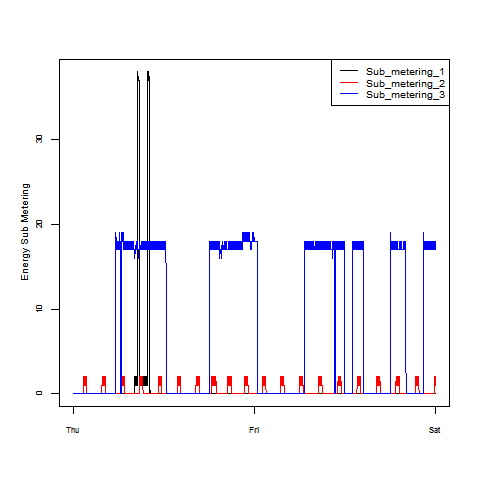 Sub_metering_1
Sub_metering_2
Sub_metering_3
Energy Sub Metering
30
20
10
0
Thu Fri Sat